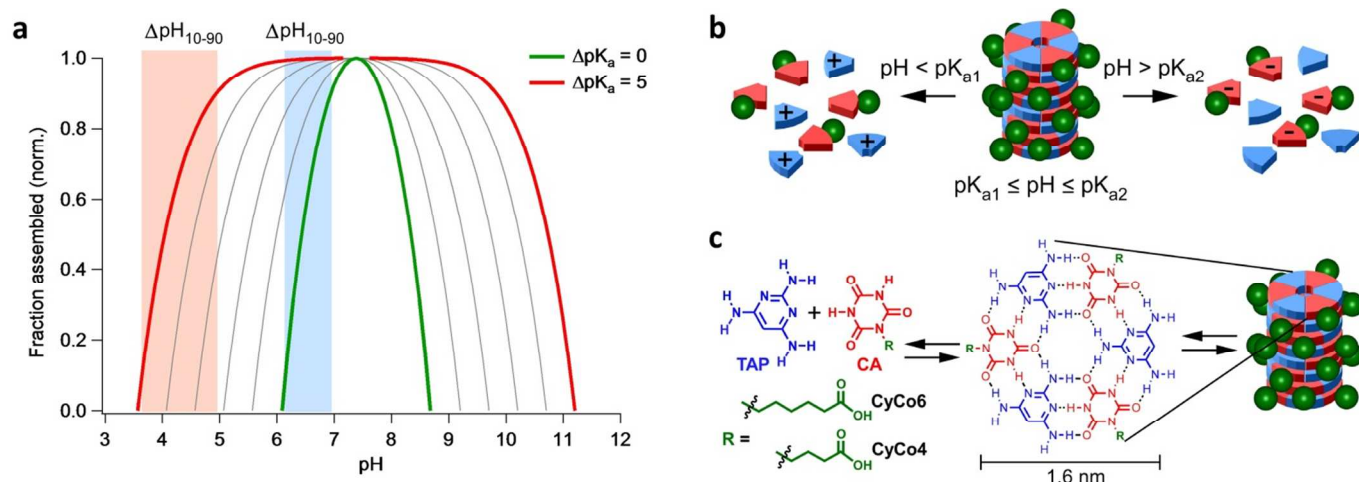 a
ΔpH10-90
ΔpH10-90
ΔpKa = 0
ΔpKa = 5
Fraction assembled (norm.)
1.0
0.8
0.6
0.4
0.2
0.0
3 4 5 6 7 8 9 10 11 12
pH
b
pH < pKa1
pH > pKa2
pKa1 ≤ pH ≤ pKa2
+
+
+
+
-
-
-
-
c
H
N
H
N
N
H
N
H
N
H
H
TAP
+
O
H
N
N
O
H
N
O
R
CA
CyCo6
O
OH
R =
CyCo4
O
OH
1.6 nm